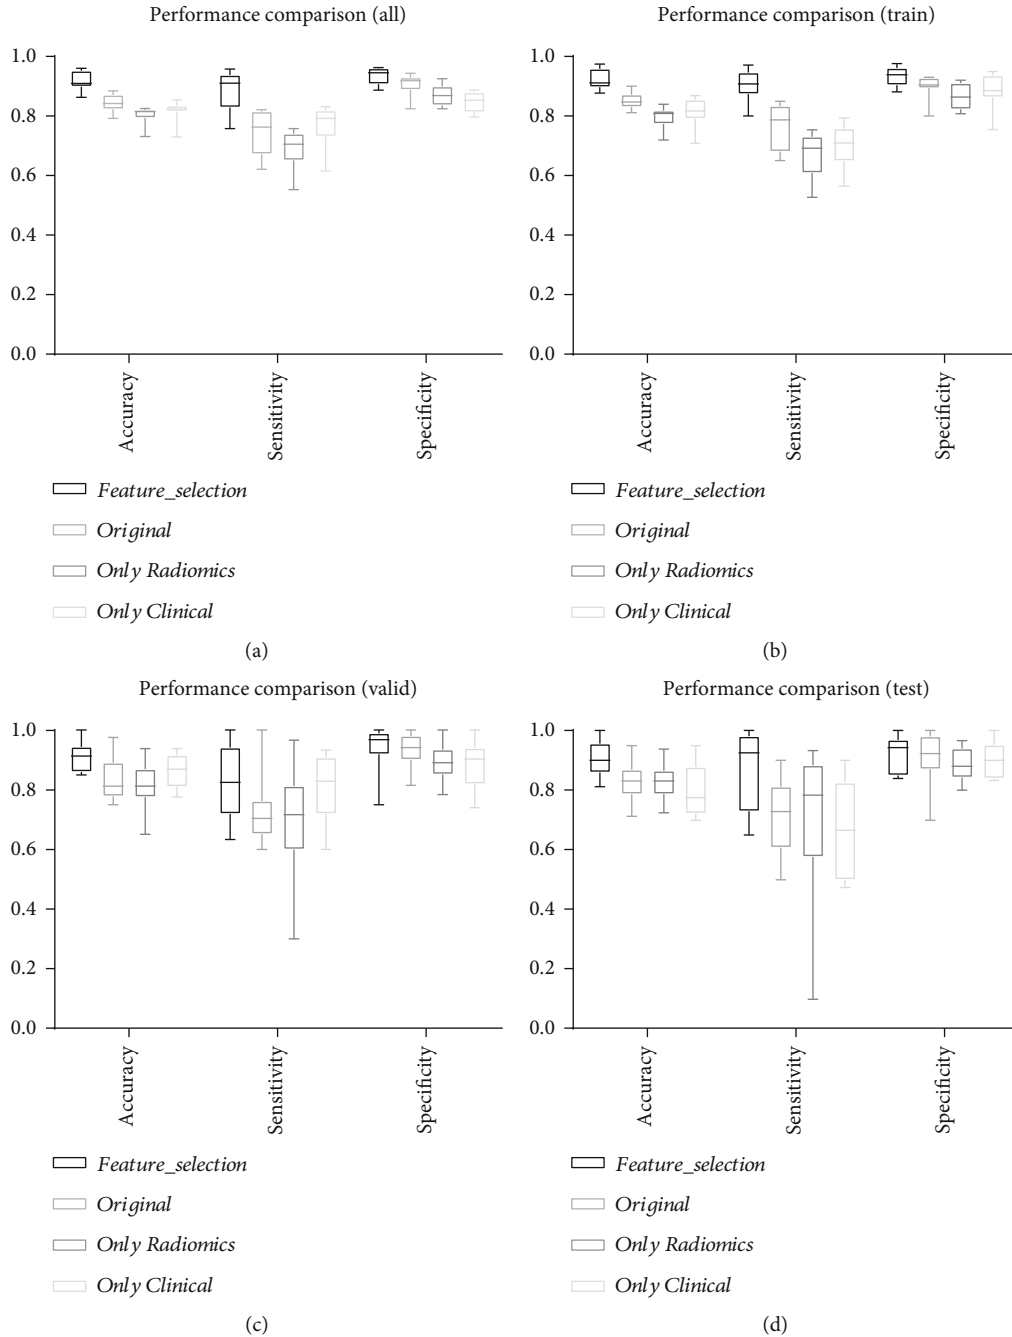 Performance comparison (all)
1.0
0.8
0.6
0.4
0.2
0.0
Accuracy
Sensitivity
Specificity
Feature_selection
Original
Only Radiomics
Only Clinical
(a)
Performance comparison (train)
1.0
0.8
0.6
0.4
0.2
0.0
Accuracy
Sensitivity
Specificity
Feature_selection
Original
Only Radiomics
Only Clinical
(b)
Performance comparison (valid)
1.0
0.8
0.6
0.4
0.2
0.0
Accuracy
Sensitivity
Specificity
Feature_selection
Original
Only Radiomics
Only Clinical
(c)
Performance comparison (test)
1.0
0.8
0.6
0.4
0.2
0.0
Accuracy
Sensitivity
Specificity
Feature_selection
Original
Only Radiomics
Only Clinical
(d)